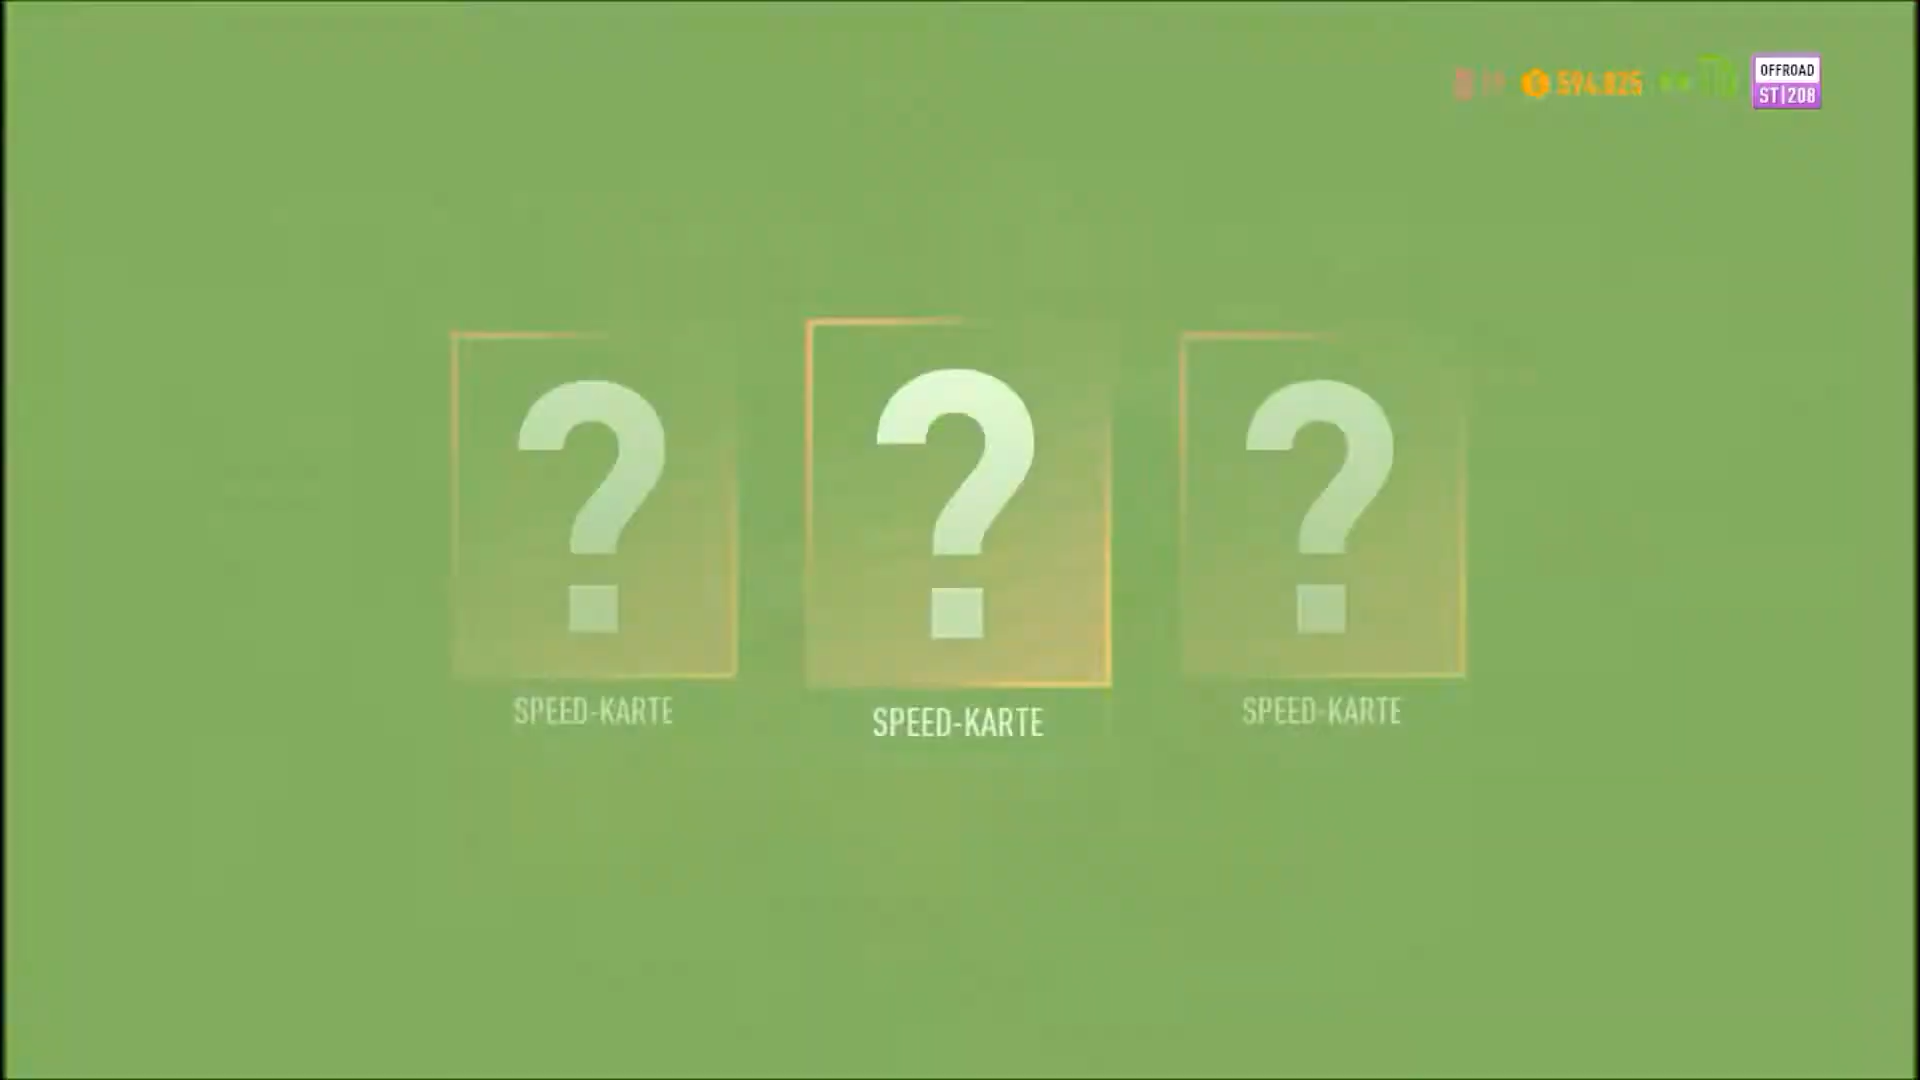 594.825
OFFROAD
ST|208
?
?
?
SPEED-KARTE
SPEED-KARTE
SPEED-KARTE